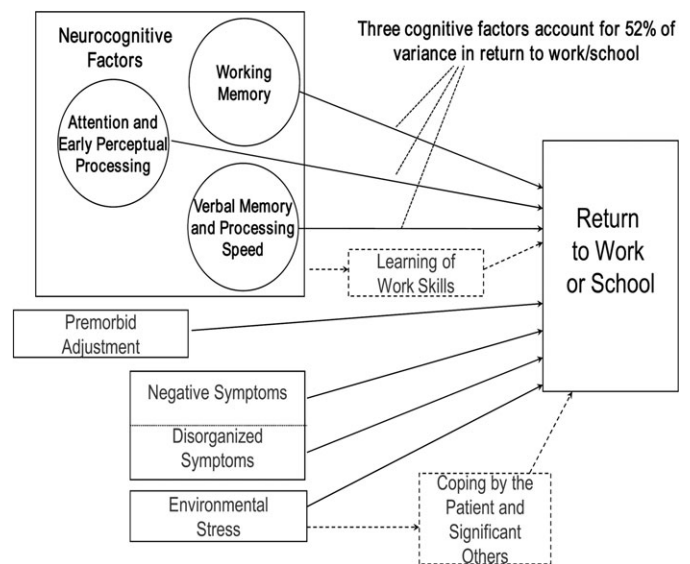 Neurocognitive
Factors
Three cognitive factors account for 52% of
variance in return to work/school
Working
Memory
Attention and
Early Perceptual
Processing
Verbal Memory
and Processing
Speed
Learning of
Work Skills
Return
to Work
or School
Premorbid
Adjustment
Negative Symptoms
Disorganized
Symptoms
Environmental
Stress
Coping by the
Patient and
Significant
Others